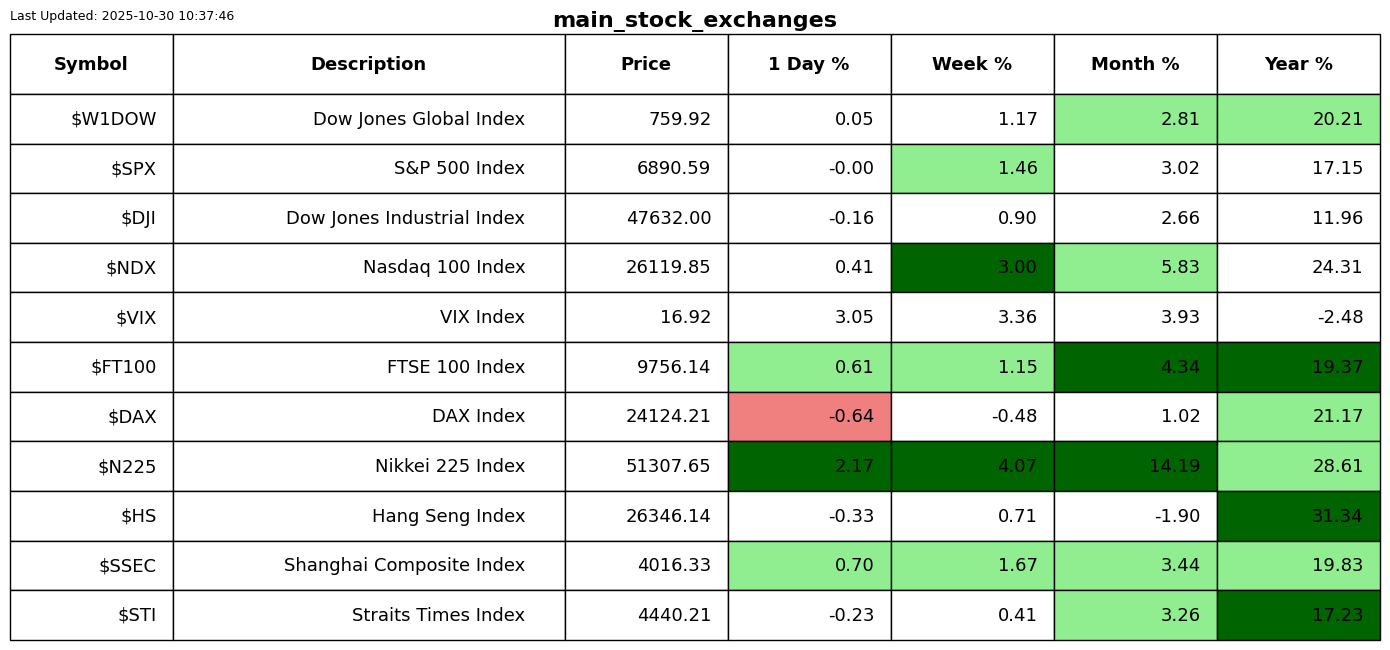 Last Updated: 2025-10-30 10:37:46
main_stock_exchanges
Symbol Description Price 1 Day % Week % Month % Year %
$W1DOW Dow Jones Global Index 759.92 0.05 1.17 2.81 20.21
$SPX S&P 500 Index 6890.59 -0.00 1.46 3.02 17.15
$DJI Dow Jones Industrial Index 47632.00 -0.16 0.90 2.66 11.96
$NDX Nasdaq 100 Index 26119.85 0.41 3.00 5.83 24.31
$VIX VIX Index 16.92 3.05 3.36 3.93 -2.48
$FT100 FTSE 100 Index 9756.14 0.61 1.15 4.34 19.37
$DAX DAX Index 24124.21 -0.64 -0.48 1.02 21.17
$N225 Nikkei 225 Index 51307.65 2.17 4.07 14.19 28.61
$HS Hang Seng Index 26346.14 -0.33 0.71 -1.90 31.34
$SSEC Shanghai Composite Index 4016.33 0.70 1.67 3.44 19.83
$STI Straits Times Index 4440.21 -0.23 0.41 3.26 17.23